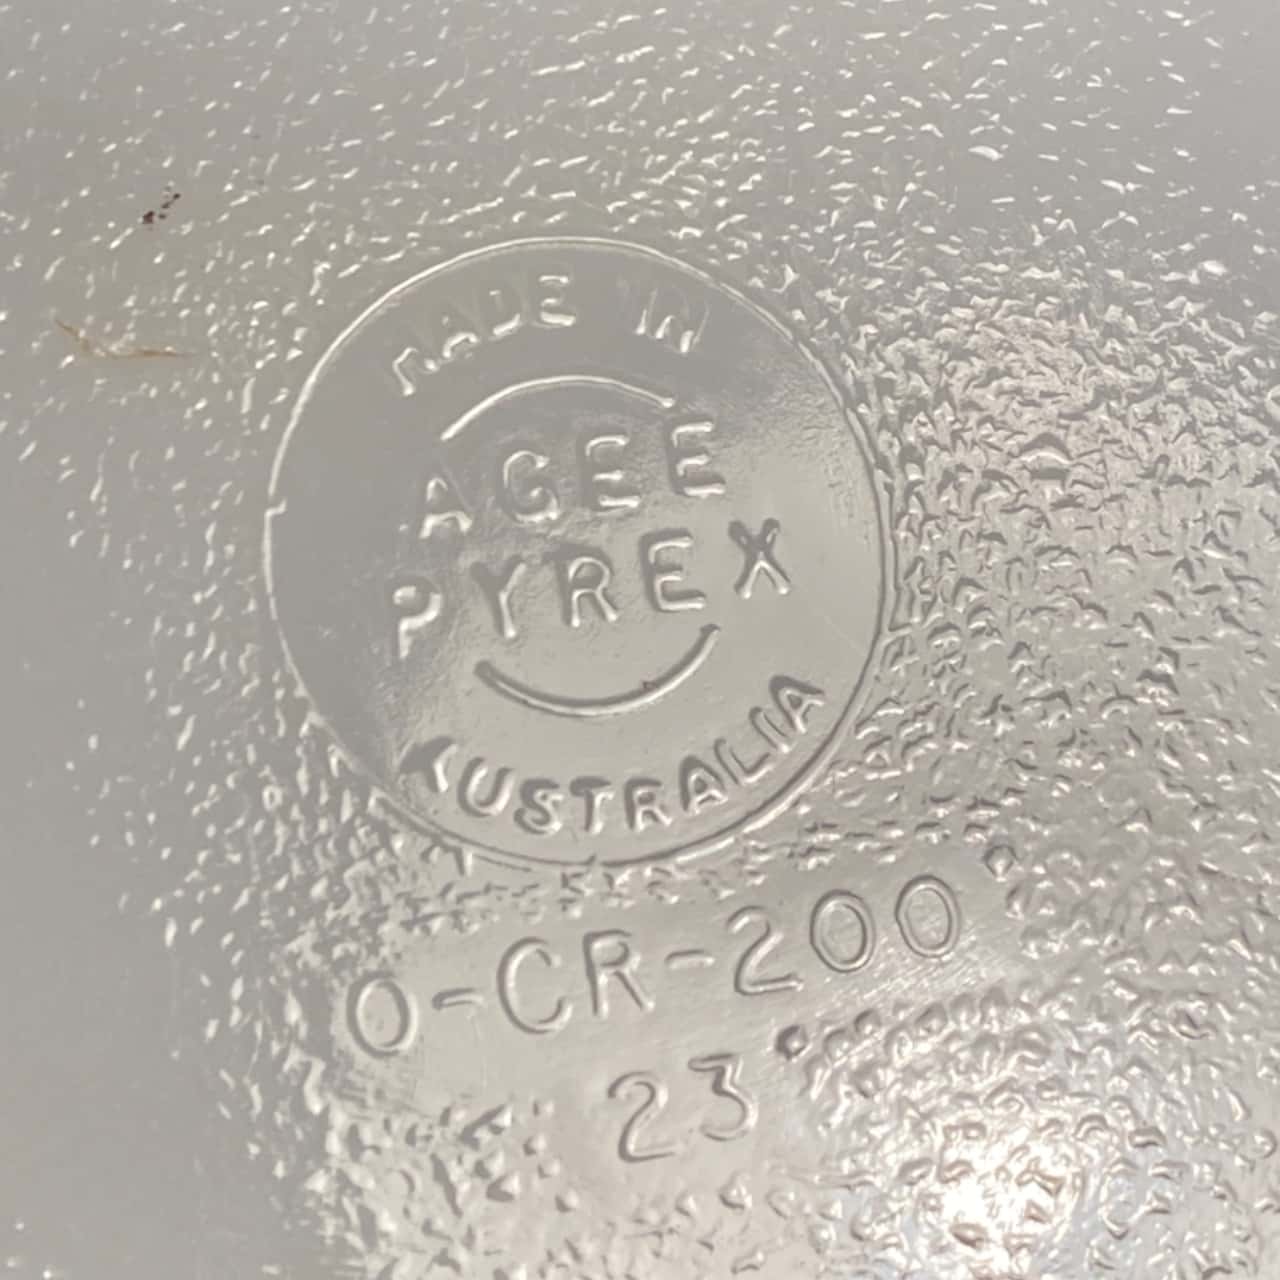 MADE IN
AGEE
PYREX
AUSTRALIA
O-CR-200
23